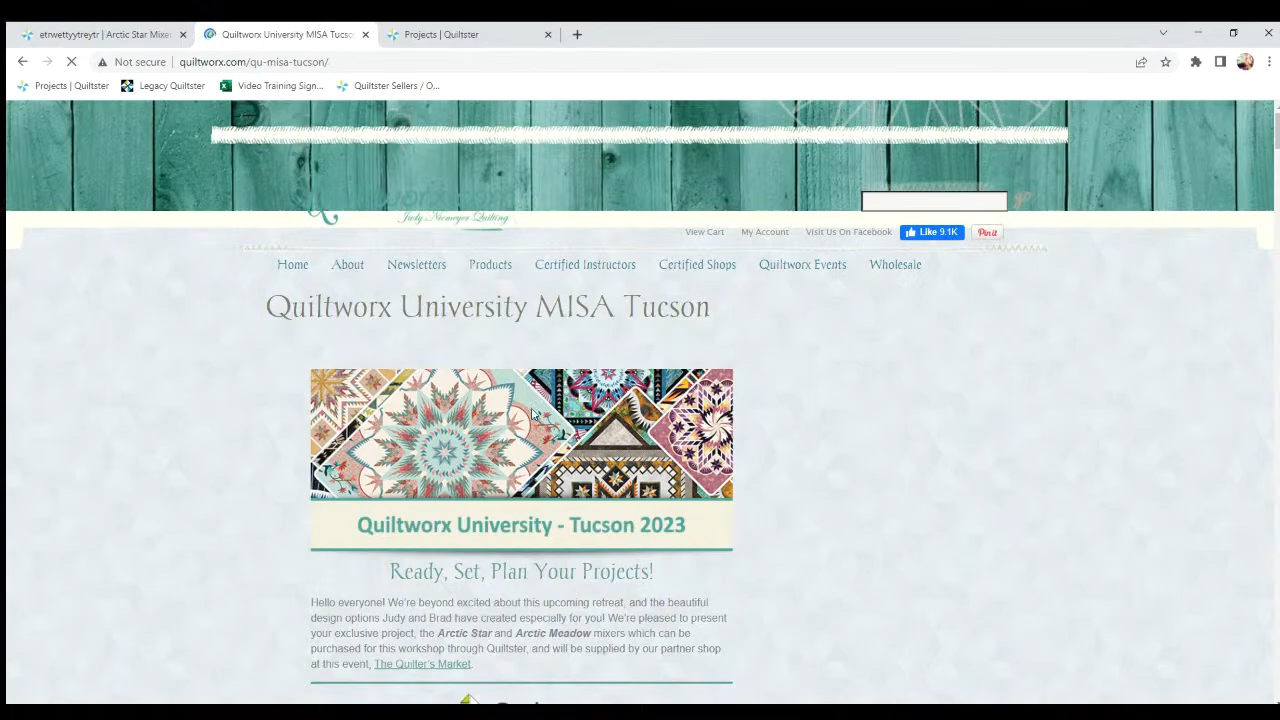 etrwettyytreytr | Arctic Star Mixer
Quiltworx University MISA Tucso
Projects | Quiltster
Not secure
quiltworx.com/qu-misa-tucson/
Projects | Quiltster
Legacy Quiltster
Video Training Sign...
Quiltster Sellers / O...
go
Judy Niemeyer Quilting
View Cart
My Account
Visit Us On Facebook
Like 9.1K
Pin it
Home
About
Newsletters
Products
Certified Instructors
Certified Shops
Quiltworx Events
Wholesale
Quiltworx University MISA Tucson
Quiltworx University - Tucson 2023
Ready, Set, Plan Your Projects!
Hello everyone! We're beyond excited about this upcoming retreat, and the beautiful
design options Judy and Brad have created especially for you! We're pleased to present
your exclusive project, the Arctic Star and Arctic Meadow mixers which can be
purchased for this workshop through Quiltster, and will be supplied by our partner shop
at this event, The Quilter's Market.